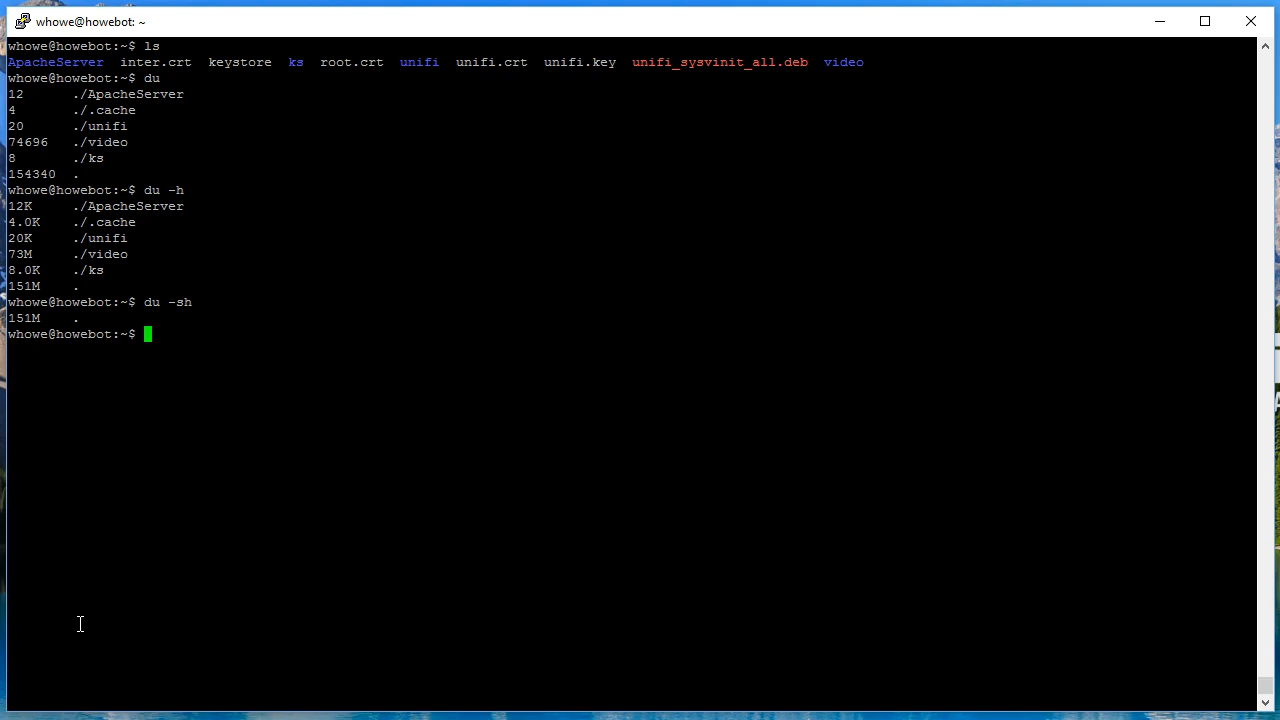 whowe@howebot: ~
whowe@howebot:~$ ls
ApacheServer inter.crt keystore ks root.crt unifi unifi.crt unifi.key unifi_sysvinit_all.deb video
whowe@howebot:~$ du
12 ./ApacheServer
4 ./.cache
20 ./unifi
74696 ./video
8 ./ks
154340 .
whowe@howebot:~$ du -h
12K ./ApacheServer
4.0K ./.cache
20K ./unifi
73M ./video
8.0K ./ks
151M .
whowe@howebot:~$ du -sh
151M .
whowe@howebot:~$